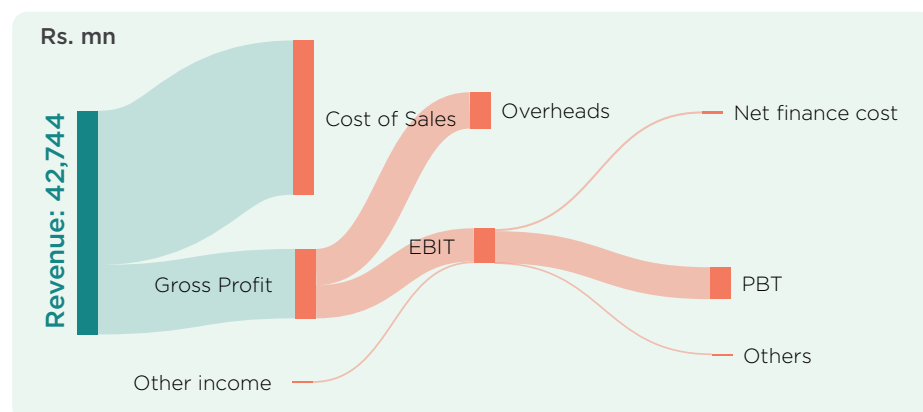 Rs. mn
Revenue: 42,744
Cost of Sales
Overheads
Net finance cost
EBIT
Gross Profit
PBT
Others
Other income